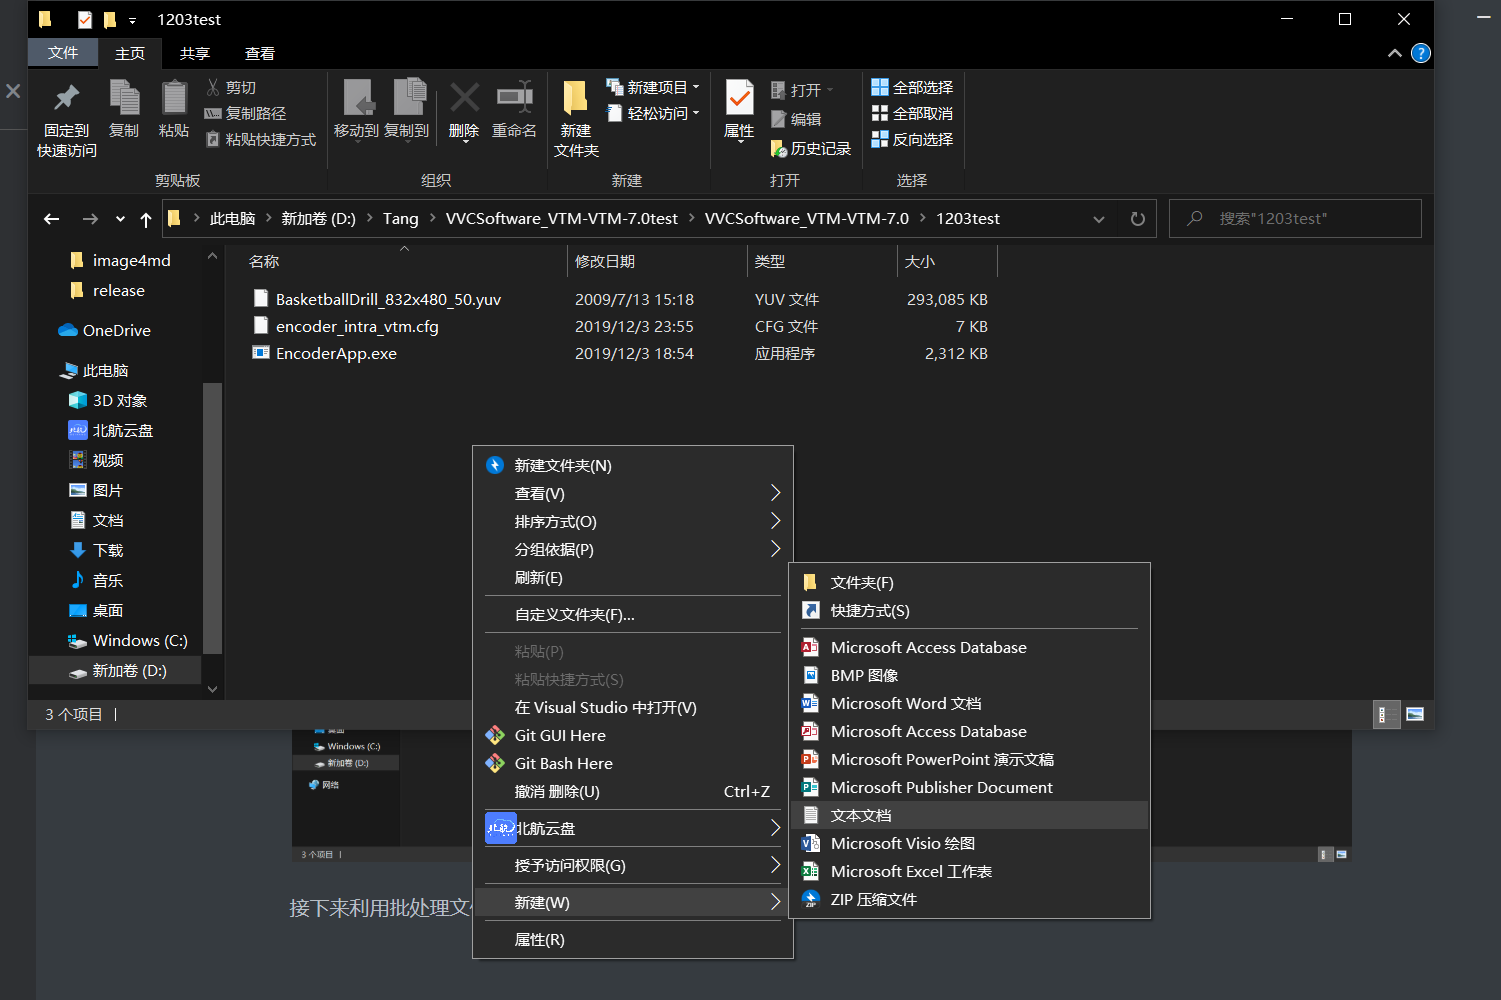 1203test
文件
主页
共享
查看
固定到
快速访问
复制
粘贴
剪切
复制路径
粘贴快捷方式
剪贴板
移动到
复制到
删除
重命名
组织
新建
文件夹
新建项目
轻松访问
新建
属性
打开
编辑
历史记录
打开
全部选择
全部取消
反向选择
选择
此电脑
新加卷 (D:)
Tang
VVCSoftware_VTM-VTM-7.0test
VVCSoftware_VTM-VTM-7.0
1203test
搜索"1203test"
image4md
release
OneDrive
此电脑
3D 对象
北航云盘
视频
图片
文档
下载
音乐
桌面
Windows (C:)
新加卷 (D:)
名称 修改日期 类型 大小
BasketballDrill_832x480_50.yuv 2009/7/13 15:18 YUV 文件 293,085 KB
encoder_intra_vtm.cfg 2019/12/3 23:55 CFG 文件 7 KB
EncoderApp.exe 2019/12/3 18:54 应用程序 2,312 KB
新建文件夹(N)
查看(V)
排序方式(O)
分组依据(P)
刷新(E)
自定义文件夹(F)...
粘贴(P)
粘贴快捷方式(S)
在 Visual Studio 中打开(V)
Git GUI Here
Git Bash Here
撤消 删除(U) Ctrl+Z
北航云盘
授予访问权限(G)
新建(W)
属性(R)
文件夹(F)
快捷方式(S)
Microsoft Access Database
BMP 图像
Microsoft Word 文档
Microsoft Access Database
Microsoft PowerPoint 演示文稿
Microsoft Publisher Document
文本文档
Microsoft Visio 绘图
Microsoft Excel 工作表
ZIP 压缩文件
3 个项目
Windows (C:)
新加卷 (D:)
网络
3 个项目
接下来利用批处理文